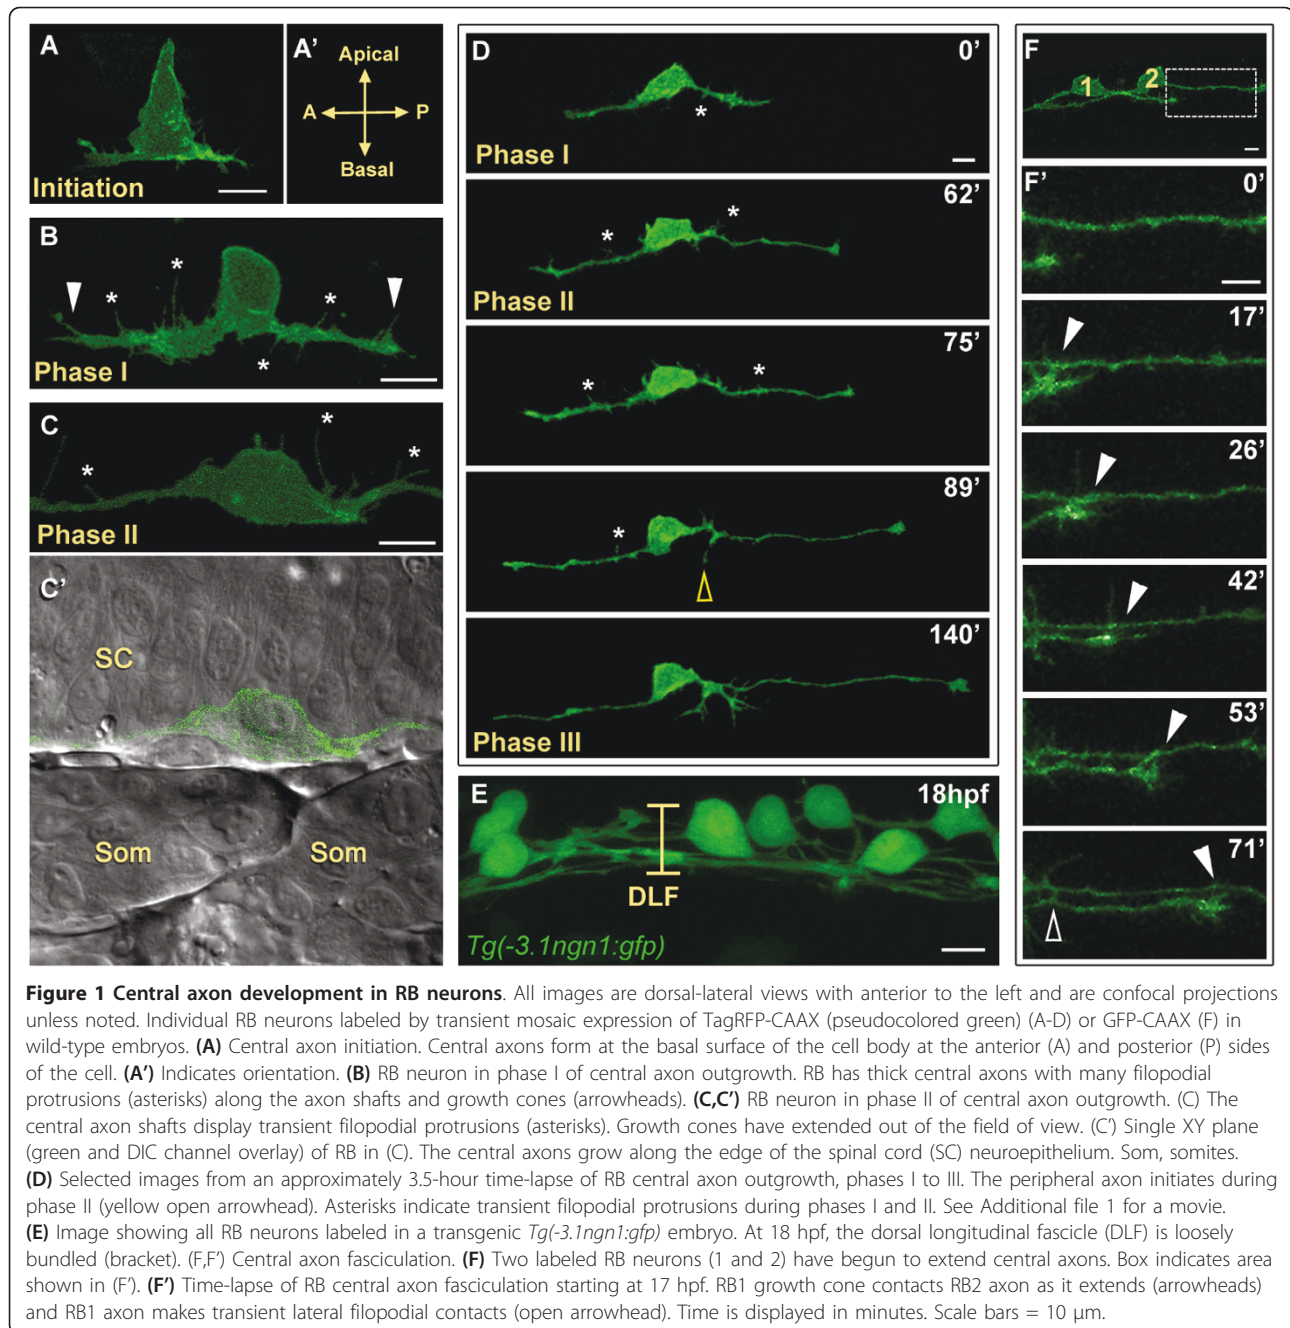 A
Initiation
A’
Apical
A P
Basal
B
* * * *
Phase I
C
* * *
Phase II
C’
SC
Som Som
D 0’
*
Phase I
62’
* *
Phase II
75’
* *
89’
*
140’
Phase III
E 18hpf
DLF
Tg(-3.1ngn1:gfp)
F
1 2
F’ 0’
17’
26’
42’
53’
71’
Figure 1 Central axon development in RB neurons. All images are dorsal-lateral views with anterior to the left and are confocal projections
unless noted. Individual RB neurons labeled by transient mosaic expression of TagRFP-CAAX (pseudocolored green) (A-D) or GFP-CAAX (F) in
wild-type embryos. (A) Central axon initiation. Central axons form at the basal surface of the cell body at the anterior (A) and posterior (P) sides
of the cell. (A’) Indicates orientation. (B) RB neuron in phase I of central axon outgrowth. RB has thick central axons with many filopodial
protrusions (asterisks) along the axon shafts and growth cones (arrowheads). (C,C’) RB neuron in phase II of central axon outgrowth. (C) The
central axon shafts display transient filopodial protrusions (asterisks). Growth cones have extended out of the field of view. (C’) Single XY plane
(green and DIC channel overlay) of RB in (C). The central axons grow along the edge of the spinal cord (SC) neuroepithelium. Som, somites.
(D) Selected images from an approximately 3.5-hour time-lapse of RB central axon outgrowth, phases I to III. The peripheral axon initiates during
phase II (yellow open arrowhead). Asterisks indicate transient filopodial protrusions during phases I and II. See Additional file 1 for a movie.
(E) Image showing all RB neurons labeled in a transgenic Tg(-3.1ngn1:gfp) embryo. At 18 hpf, the dorsal longitudinal fascicle (DLF) is loosely
bundled (bracket). (F,F’) Central axon fasciculation. (F) Two labeled RB neurons (1 and 2) have begun to extend central axons. Box indicates area
shown in (F’). (F’) Time-lapse of RB central axon fasciculation starting at 17 hpf. RB1 growth cone contacts RB2 axon as it extends (arrowheads)
and RB1 axon makes transient lateral filopodial contacts (open arrowhead). Time is displayed in minutes. Scale bars = 10 μm.